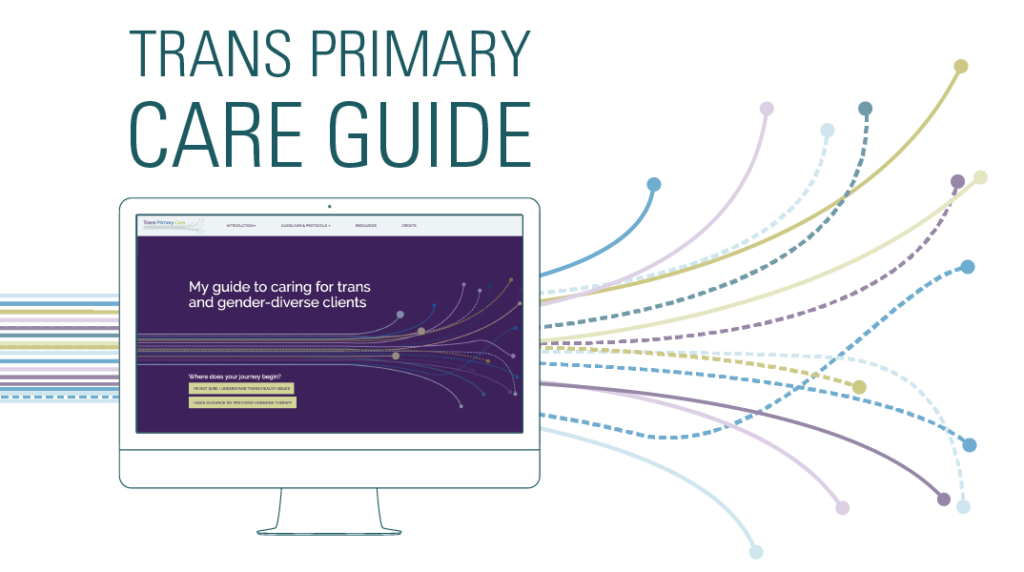 TRANS PRIMARY
CARE GUIDE
Trans Primary Care
INTRODUCTION
GUIDELINES & PROTOCOLS
RESOURCES
CREDITS
My guide to caring for trans
and gender-diverse clients
Where does your journey begin?
I'M NOT SURE I UNDERSTAND TRANS HEALTH ISSUES
I NEED GUIDANCE ON PROVIDING HORMONE THERAPY